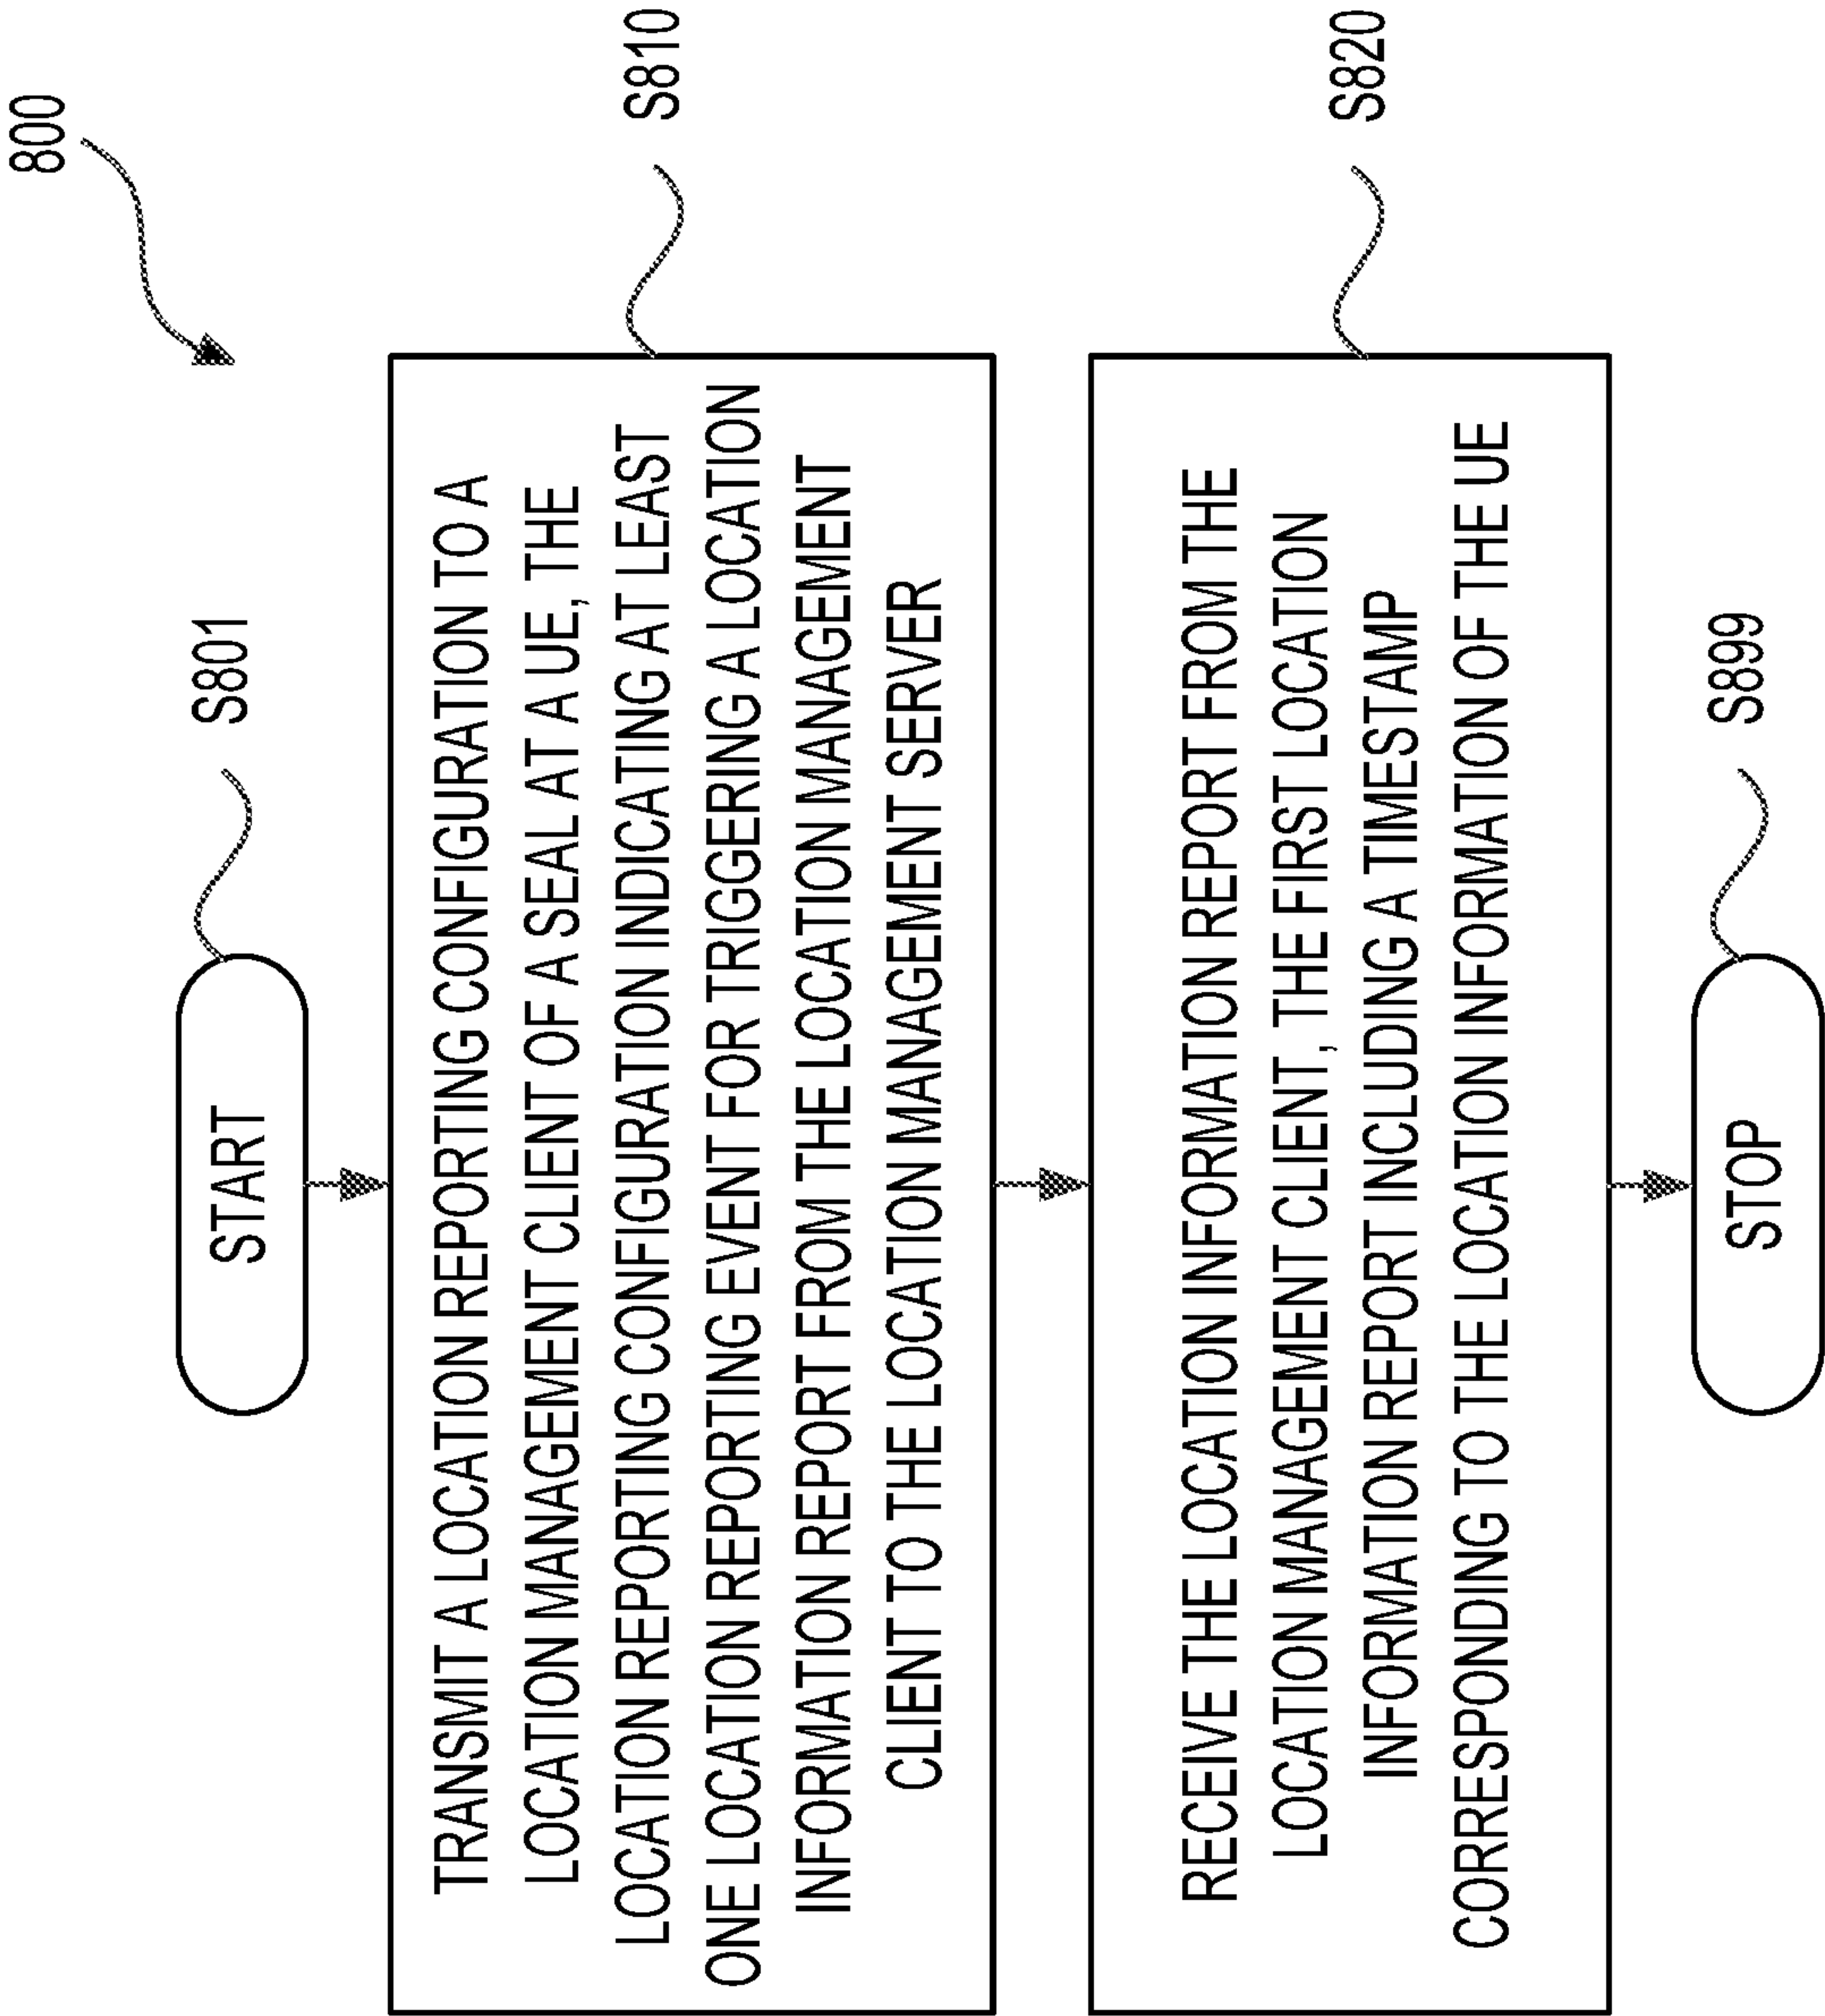 800
START
S801
TRANSMIT A LOCATION REPORTING CONFIGURATION TO A
LOCATION MANAGEMENT CLIENT OF A SEAL AT A UE, THE
LOCATION REPORTING CONFIGURATION INDICATING AT LEAST
ONE LOCATION REPORTING EVENT FOR TRIGGERING A LOCATION
INFORMATION REPORT FROM THE LOCATION MANAGEMENT
CLIENT TO THE LOCATION MANAGEMENT SERVER
S810
RECEIVE THE LOCATION INFORMATION REPORT FROM THE
LOCATION MANAGEMENT CLIENT, THE FIRST LOCATION
INFORMATION REPORT INCLUDING A TIMESTAMP
CORRESPONDING TO THE LOCATION INFORMATION OF THE UE
S820
STOP
S899